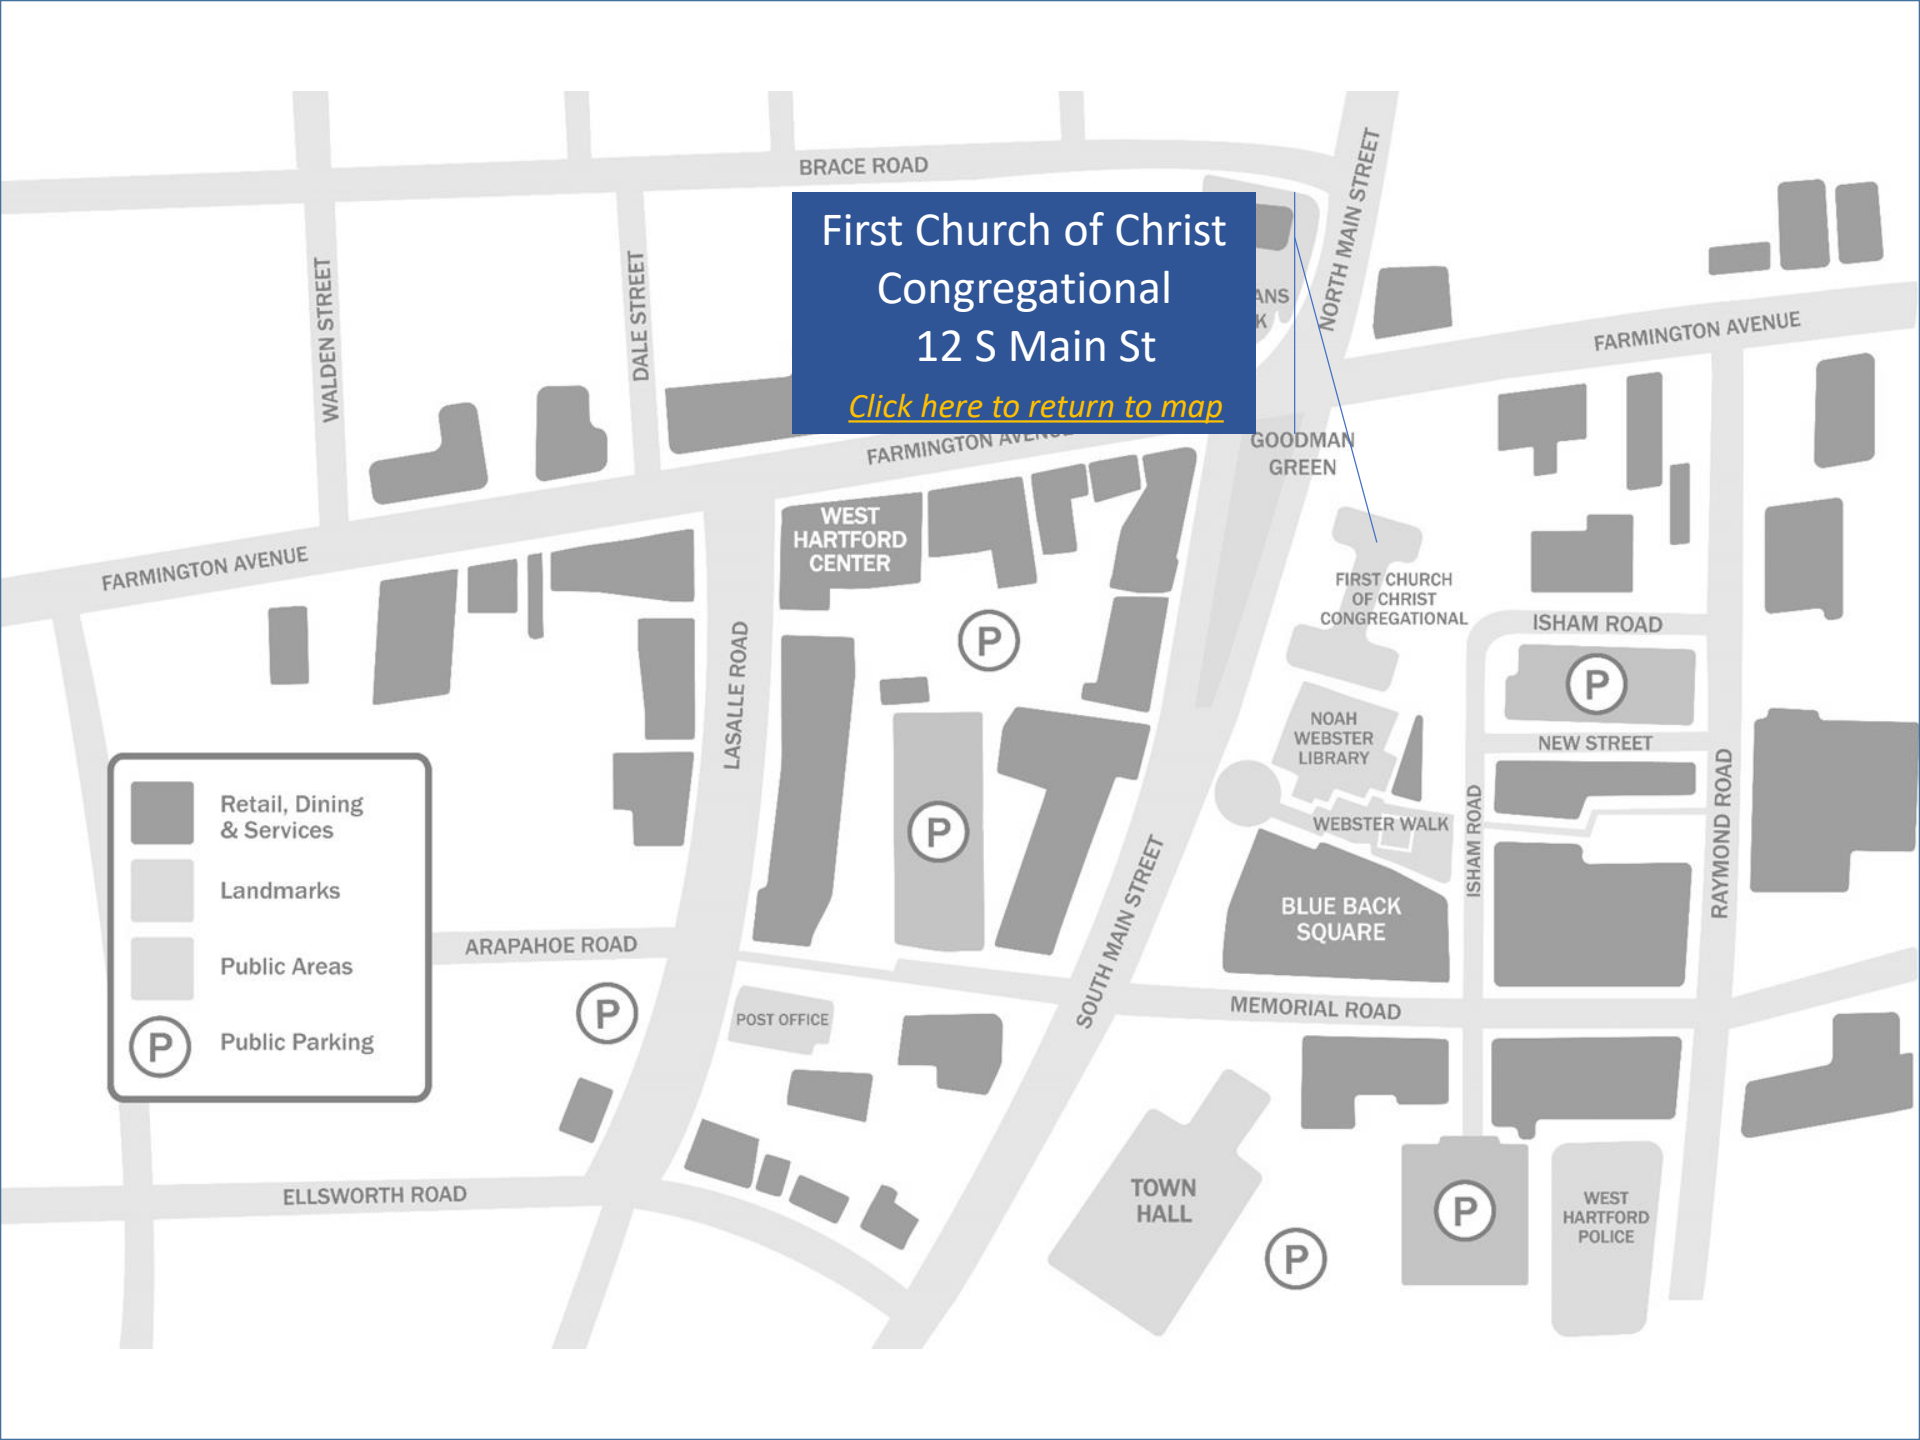 BRACE ROAD
NORTH MAIN STREET
First Church of Christ
Congregational
12 S Main St
Click here to return to map
WALDEN STREET
DALE STREET
FARMINGTON AVENUE
FARMINGTON
GOODMAN
GREEN
WEST
HARTFORD
CENTER
FARMINGTON AVENUE
FIRST CHURCH
OF CHRIST
CONGREGATIONAL
ISHAM ROAD
P
P
LASALLE ROAD
NOAH
WEBSTER
LIBRARY
NEW STREET
RAYMOND ROAD
ISHAM ROAD
P
WEBSTER WALK
SOUTH MAIN STREET
BLUE BACK
SQUARE
Retail, Dining
& Services
Landmarks
Public Areas
P Public Parking
ARAPAHOE ROAD
P
POST OFFICE
MEMORIAL ROAD
ELLSWORTH ROAD
TOWN
HALL
P
P
WEST
HARTFORD
POLICE